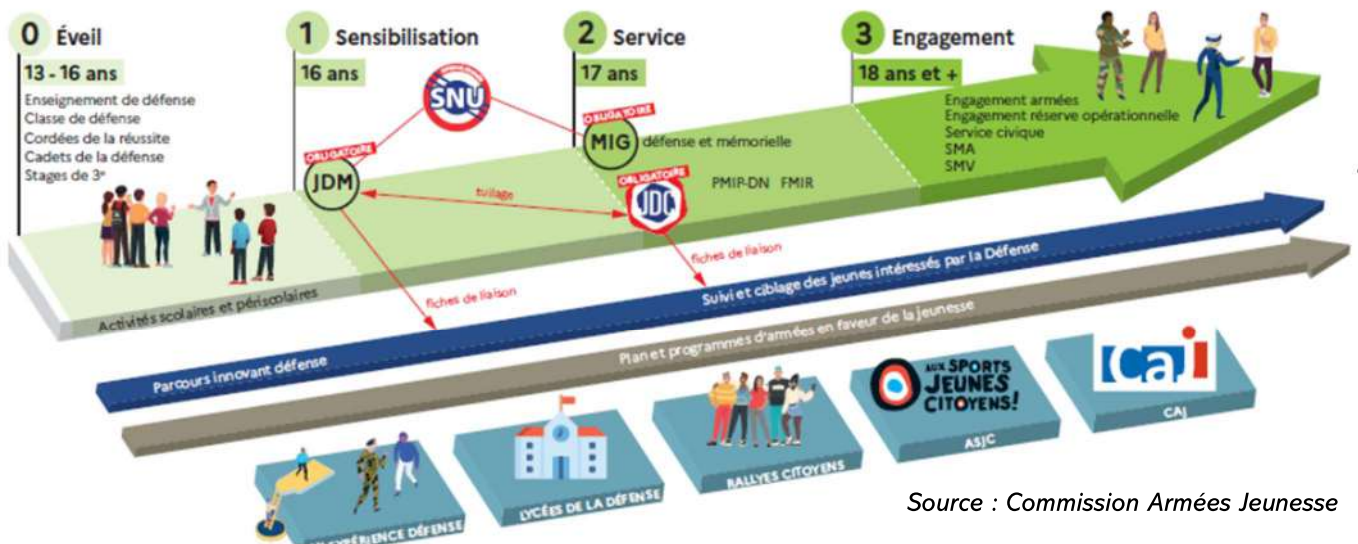 0 Éveil
13 - 16 ans
Enseignement de défense
Classe de défense
Cordées de la réussite
Cadets de la défense
Stages de 3e
1 Sensibilisation
16 ans
SNU
OBLIGATOIRE
JDM
2 Service
17 ans
OBLIGATOIRE
MIG défense et mémorielle
OBLIGATOIRE
JDC
PMIP-DN FMIR
3 Engagement
18 ans et +
Engagement armées
Engagement réserve opérationnelle
Service civique
SMA
SMV
tuilage
fiches de liaison
fiches de liaison
Activités scolaires et périscolaires
Parcours innovant défense
Suivi et ciblage des jeunes intéressés par la Défense
Plan et programmes d'armées en faveur de la jeunesse
EXPÉRIENCE DÉFENSE
LYCÉES DE LA DÉFENSE
RALLYES CITOYENS
AUX SPORTS
JEUNES
CITOYENS!
ASJC
caj
CAJ
Source : Commission Armées Jeunesse